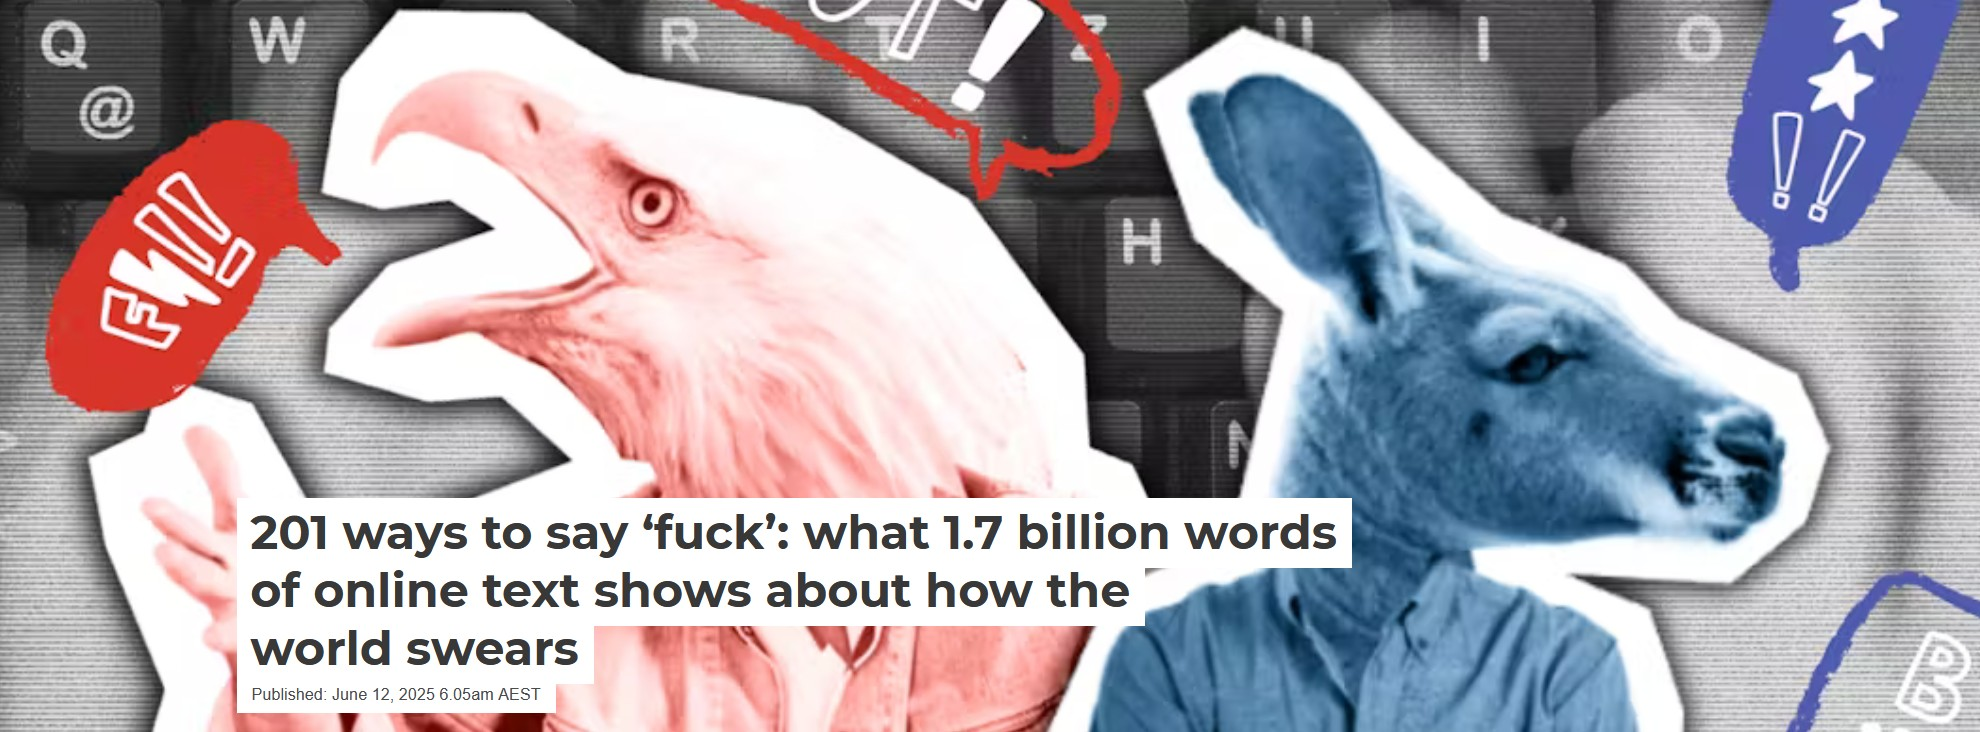 Q W R T Z U I O
@
!
!!
FW!!
H
N
201 ways to say ‘fuck’: what 1.7 billion words
of online text shows about how the
world swears
Published: June 12, 2025 6.05am AEST
B